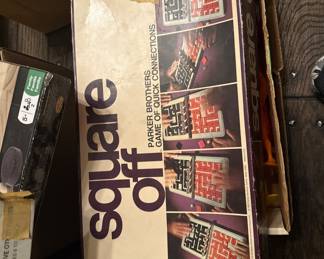 square
off
PARKER BROTHERS
GAME OF QUICK CONNECTIONS